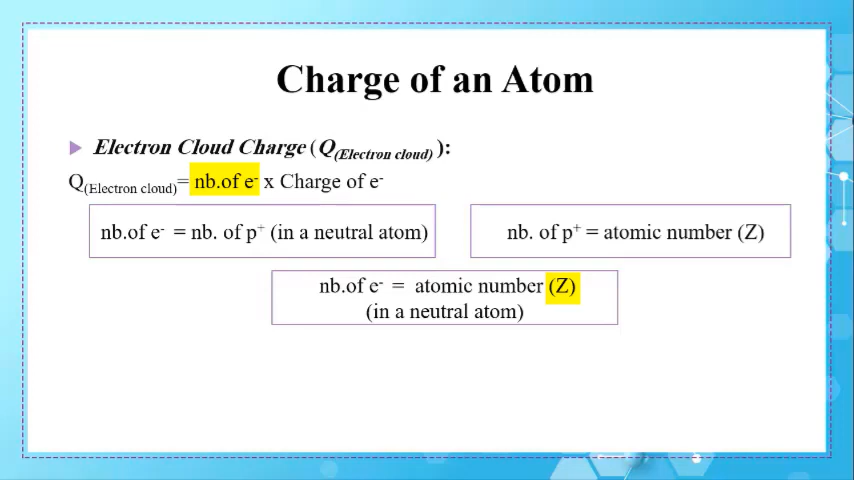 Charge of an Atom
Electron Cloud Charge (Q(Electron cloud) ):
Q(Electron cloud)= nb.of e- x Charge of e-
nb.of e- = nb. of p+ (in a neutral atom)
nb. of p+ = atomic number (Z)
nb.of e- = atomic number (Z)
(in a neutral atom)